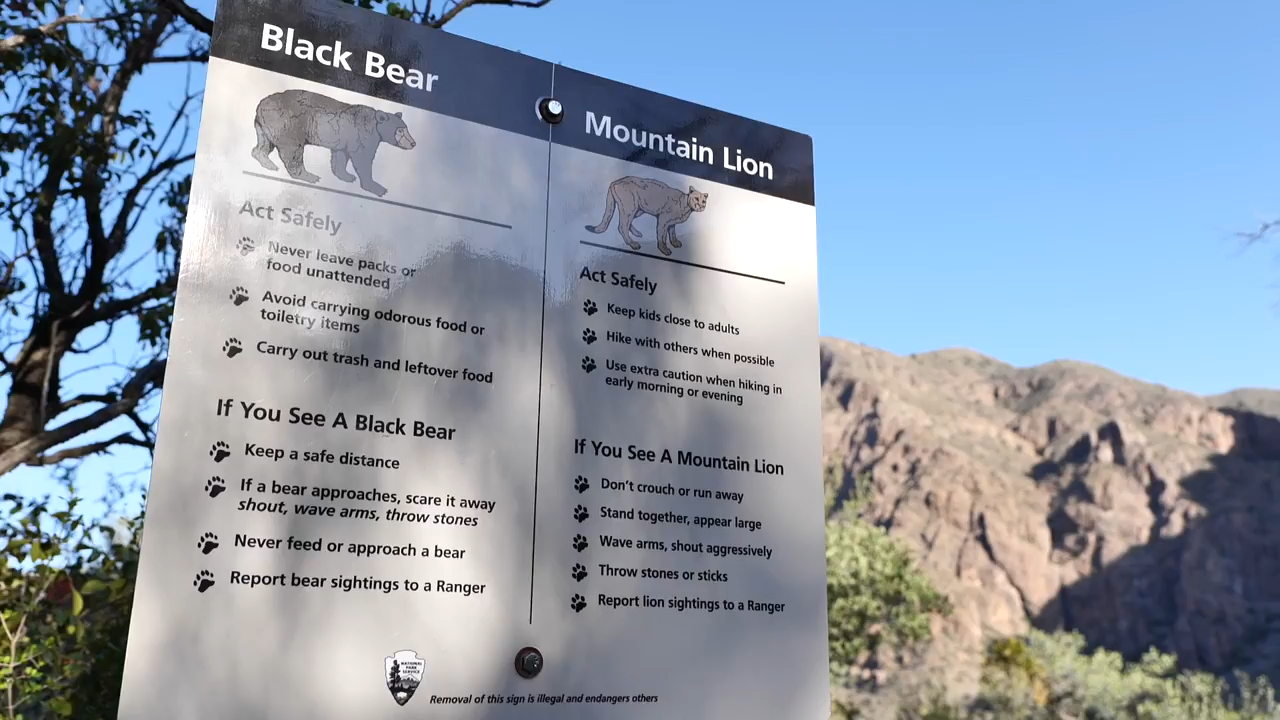 Black Bear
Act Safely
Never leave packs or
food unattended
Avoid carrying odorous food or
toiletry items
Carry out trash and leftover food
If You See A Black Bear
Keep a safe distance
If a bear approaches, scare it away
shout, wave arms, throw stones
Never feed or approach a bear
Report bear sightings to a Ranger
Mountain Lion
Act Safely
Keep kids close to adults
Hike with others when possible
Use extra caution when hiking in
early morning or evening
If You See A Mountain Lion
Don't crouch or run away
Stand together, appear large
Wave arms, shout aggressively
Throw stones or sticks
Report lion sightings to a Ranger
NATIONAL
PARK
SERVICE
Removal of this sign is illegal and endangers others